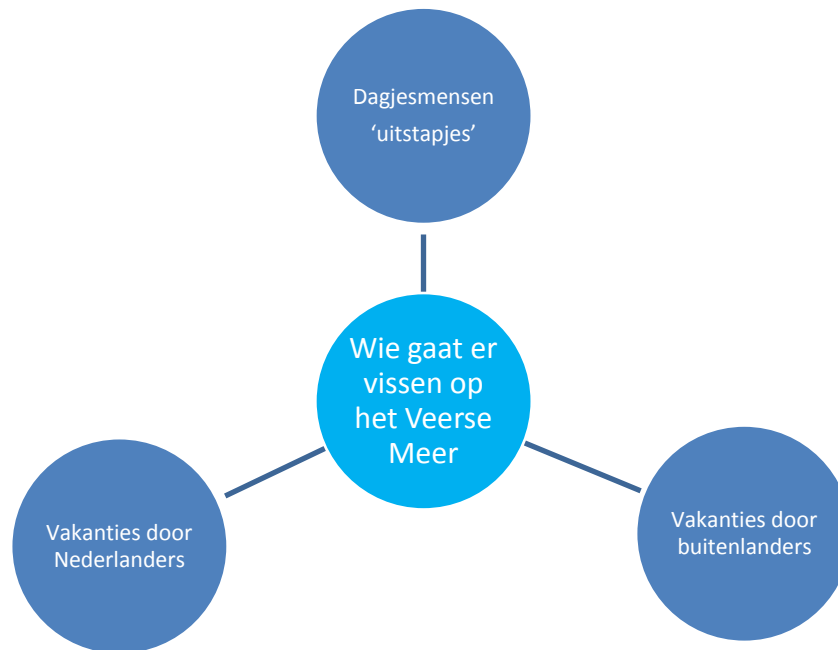 Dagjesmensen
‘uitstapjes’
Wie gaat er
vissen op
het Veerse
Meer
Vakanties door
Nederlanders
Vakanties door
buitenlanders